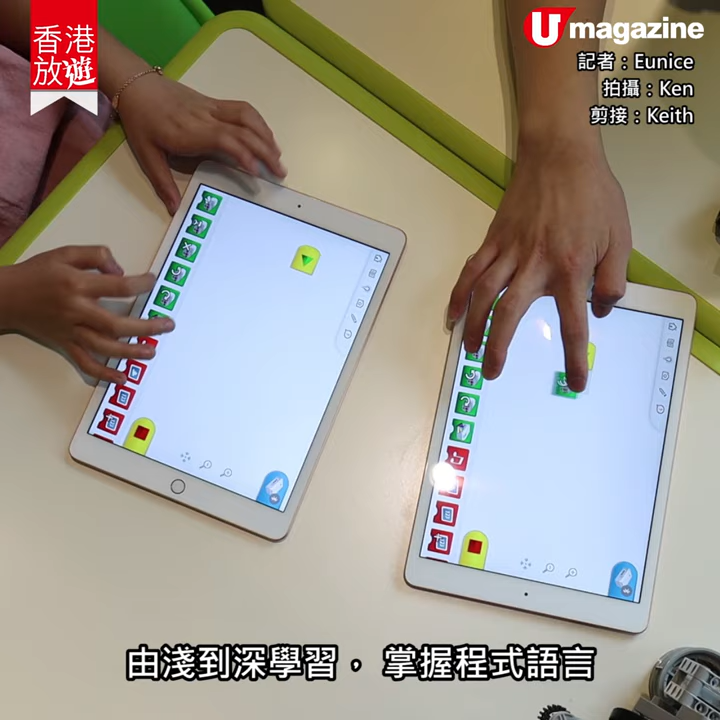 香港
放遊
U magazine
記者：Eunice
拍攝：Ken
剪接：Keith
由淺到深學習， 掌握程式語言